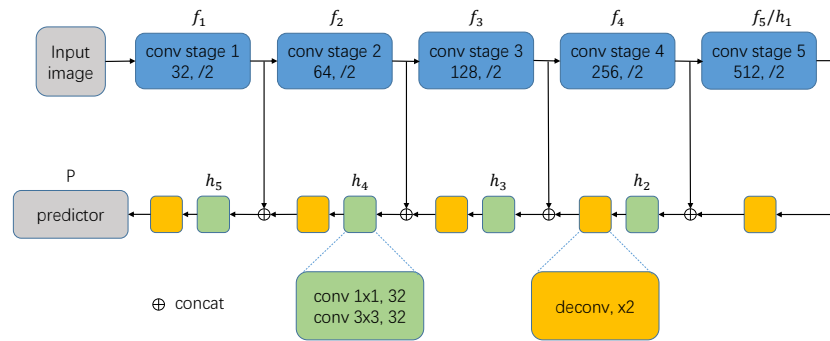 f₁
f₂
f₃
f₄
f₅/h₁
Input
image
conv stage 1
32, /2
conv stage 2
64, /2
conv stage 3
128, /2
conv stage 4
256, /2
conv stage 5
512, /2
P
h₅
h₄
h₃
h₂
predictor
⊕ concat
conv 1x1, 32
conv 3x3, 32
deconv, x2